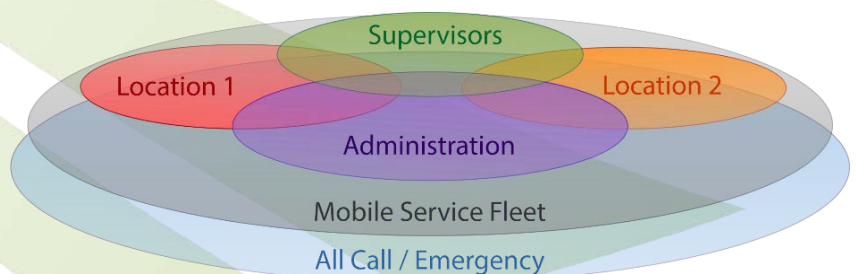 Supervisors
Location 1
Location 2
Administration
Mobile Service Fleet
All Call / Emergency